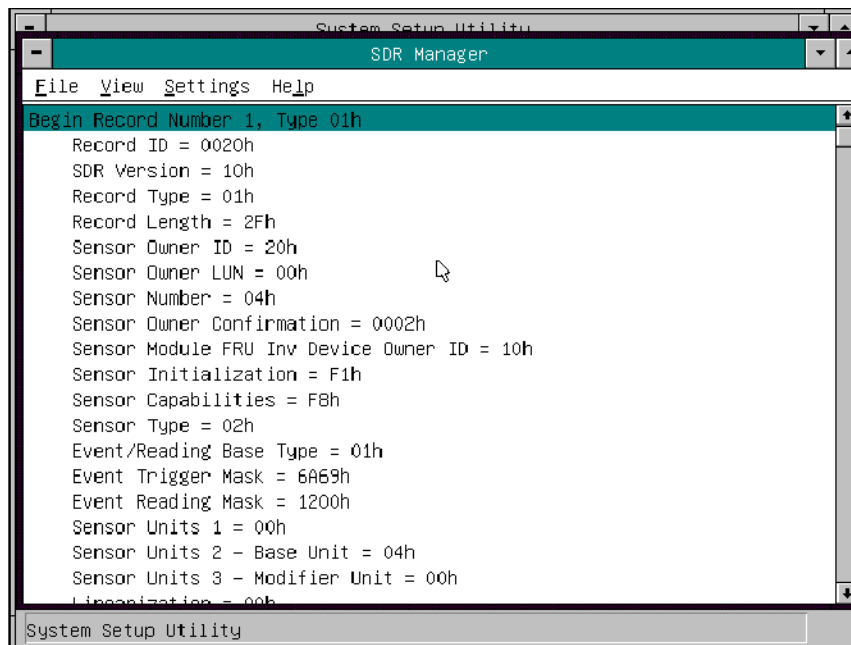 System Setup Utility
SDR Manager
File View Settings Help
Begin Record Number 1, Type 01h
Record ID = 0020h
SDR Version = 10h
Record Type = 01h
Record Length = 2Fh
Sensor Owner ID = 20h
Sensor Owner LUN = 00h
Sensor Number = 04h
Sensor Owner Confirmation = 0002h
Sensor Module FRU Inv Device Owner ID = 10h
Sensor Initialization = F1h
Sensor Capabilities = F8h
Sensor Type = 02h
Event/Reading Base Type = 01h
Event Trigger Mask = 6A69h
Event Reading Mask = 1200h
Sensor Units 1 = 00h
Sensor Units 2 - Base Unit = 04h
Sensor Units 3 - Modifier Unit = 00h
Linearization = 00h
System Setup Utility